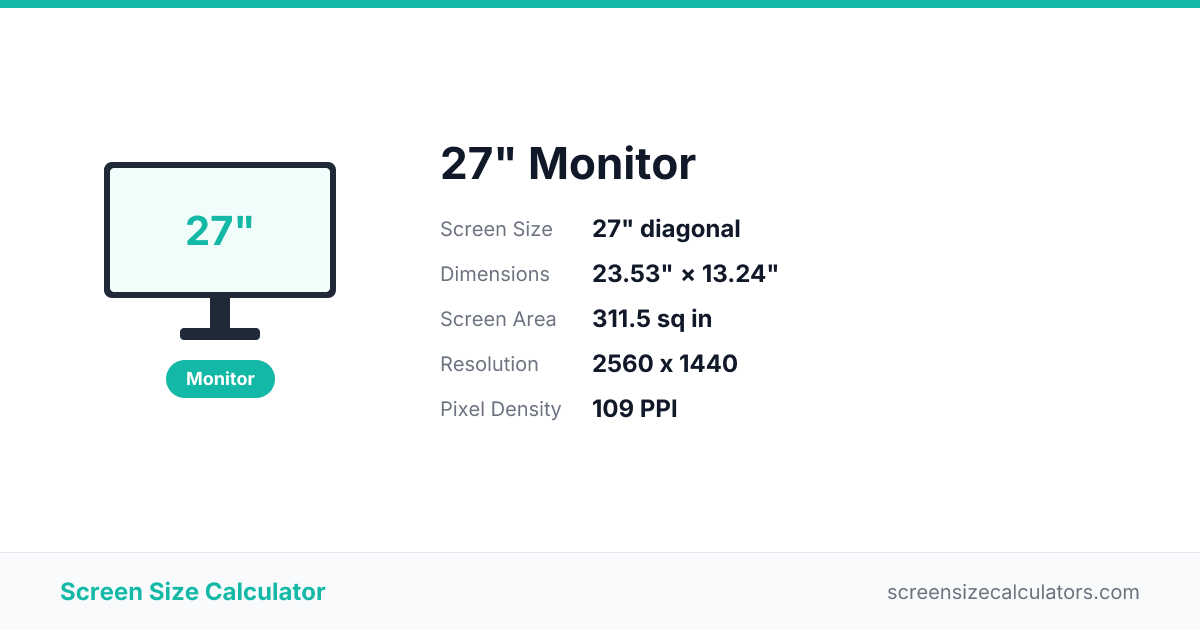 27"
Monitor
27" Monitor
Screen Size 27" diagonal
Dimensions 23.53" × 13.24"
Screen Area 311.5 sq in
Resolution 2560 x 1440
Pixel Density 109 PPI
Screen Size Calculator
screensizecalculators.com